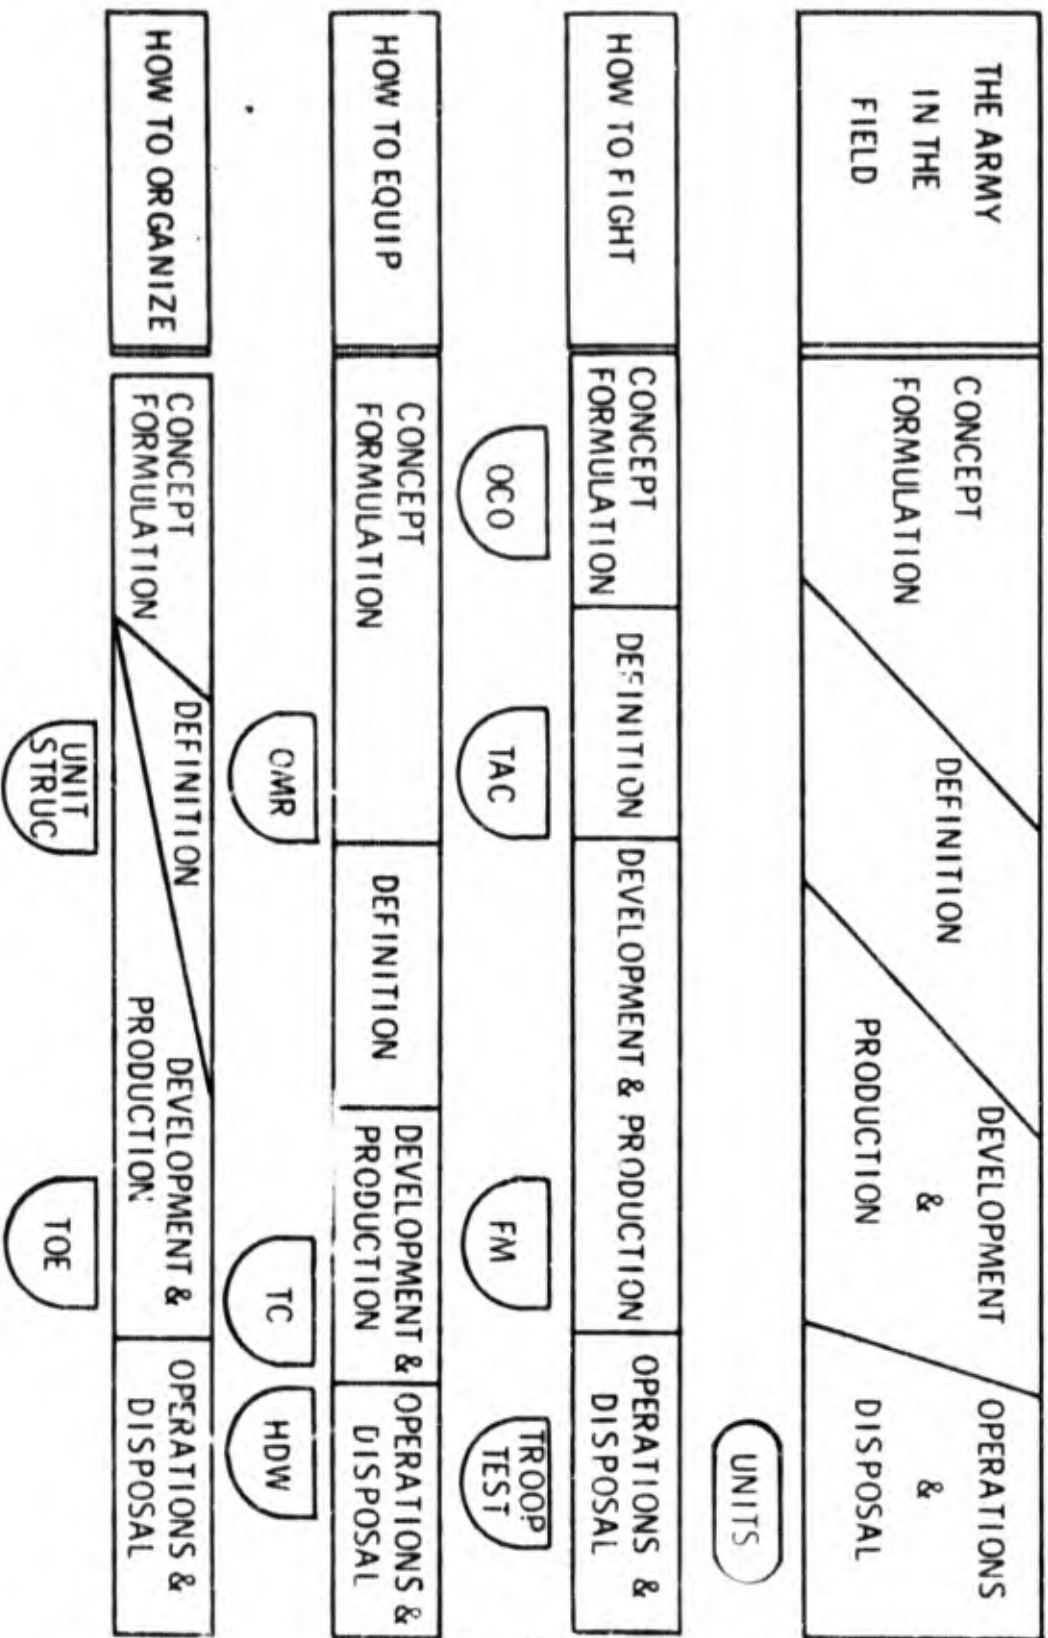 THE ARMY
IN THE
FIELD
CONCEPT
FORMULATION
DEFINITION
DEVELOPMENT
&
PRODUCTION
OPERATIONS
&
DISPOSAL
UNITS
HOW TO FIGHT
CONCEPT
FORMULATION
DEFINITION
DEVELOPMENT & PRODUCTION
OPERATIONS &
DISPOSAL
OCO
TAC
FM
TROOP
TEST
HOW TO EQUIP
CONCEPT
FORMULATION
DEFINITION
DEVELOPMENT &
PRODUCTION
OPERATIONS &
DISPOSAL
OMR
TC
HDW
HOW TO ORGANIZE
CONCEPT
FORMULATION
DEFINITION
DEVELOPMENT &
PRODUCTION
OPERATIONS &
DISPOSAL
UNIT
STRUC
TOE